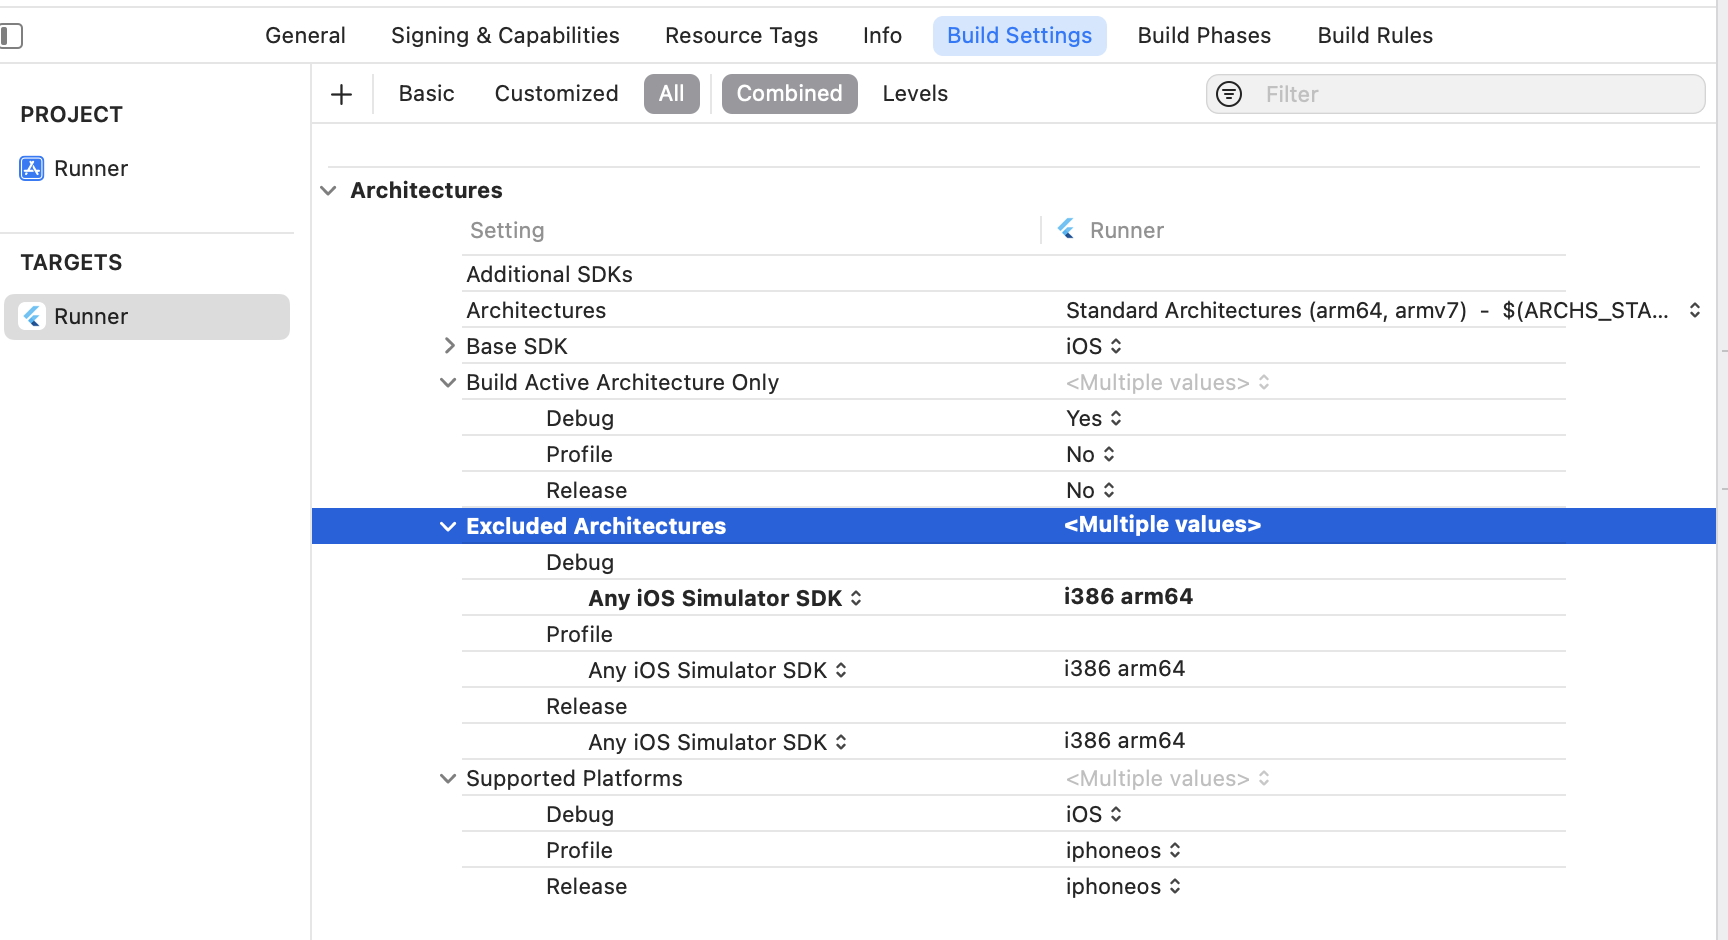 General Signing & Capabilities Resource Tags Info Build Settings Build Phases Build Rules
Basic Customized All Combined Levels Filter
PROJECT
Runner
TARGETS
Runner
Architectures
Setting Runner
Additional SDKs
Architectures Standard Architectures (arm64, armv7) - $(ARCHS_STA...
Base SDK iOS
Build Active Architecture Only <Multiple values>
Debug Yes
Profile No
Release No
Excluded Architectures <Multiple values>
Debug
Any iOS Simulator SDK i386 arm64
Profile
Any iOS Simulator SDK i386 arm64
Release
Any iOS Simulator SDK i386 arm64
Supported Platforms <Multiple values>
Debug iOS
Profile iphoneos
Release iphoneos